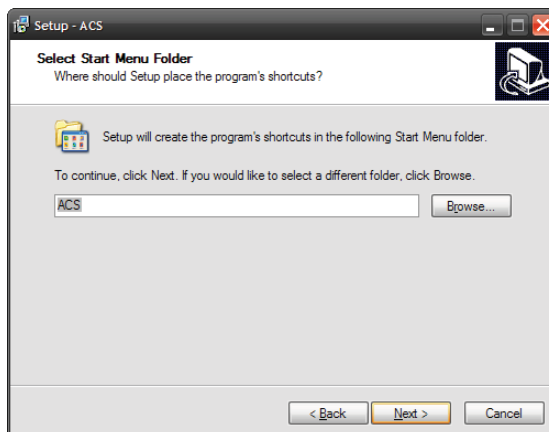 Setup - ACS
Select Start Menu Folder
Where should Setup place the program's shortcuts?
Setup will create the program's shortcuts in the following Start Menu folder.
To continue, click Next. If you would like to select a different folder, click Browse.
ACS
Browse...
< Back
Next >
Cancel